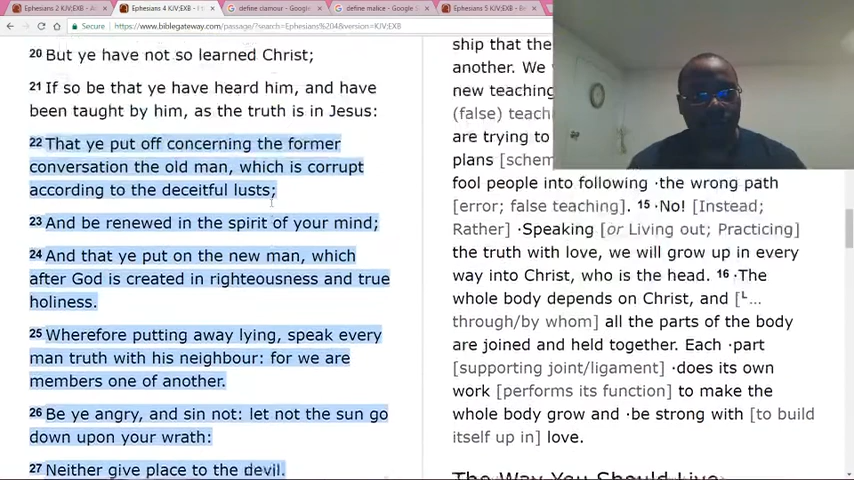 Ephesians 2 KJV;EXB
Ephesians 4 KJV;EXB - 
define clamour - Google
define malice - Google S
Ephesians 5 KJV;EXB - B
Secure
https://www.biblegateway.com/passage/?search=Ephesians%204&version=KJV;EXB
20 But ye have not so learned Christ;
21 If so be that ye have heard him, and have
been taught by him, as the truth is in Jesus:
22 That ye put off concerning the former
conversation the old man, which is corrupt
according to the deceitful lusts;
23 And be renewed in the spirit of your mind;
24 And that ye put on the new man, which
after God is created in righteousness and true
holiness.
25 Wherefore putting away lying, speak every
man truth with his neighbour: for we are
members one of another.
26 Be ye angry, and sin not: let not the sun go
down upon your wrath:
27 Neither give place to the devil.
ship that the
another. We
new teaching
(false) teach
are trying to
plans [schem
fool people into following ·the wrong path
[error; false teaching]. 15 ·No! [Instead;
Rather] ·Speaking [or Living out; Practicing]
the truth with love, we will grow up in every
way into Christ, who is the head. 16 ·The
whole body depends on Christ, and [L…
through/by whom] all the parts of the body
are joined and held together. Each ·part
[supporting joint/ligament] ·does its own
work [performs its function] to make the
whole body grow and ·be strong with [to build
itself up in] love.
The Way You Should Live